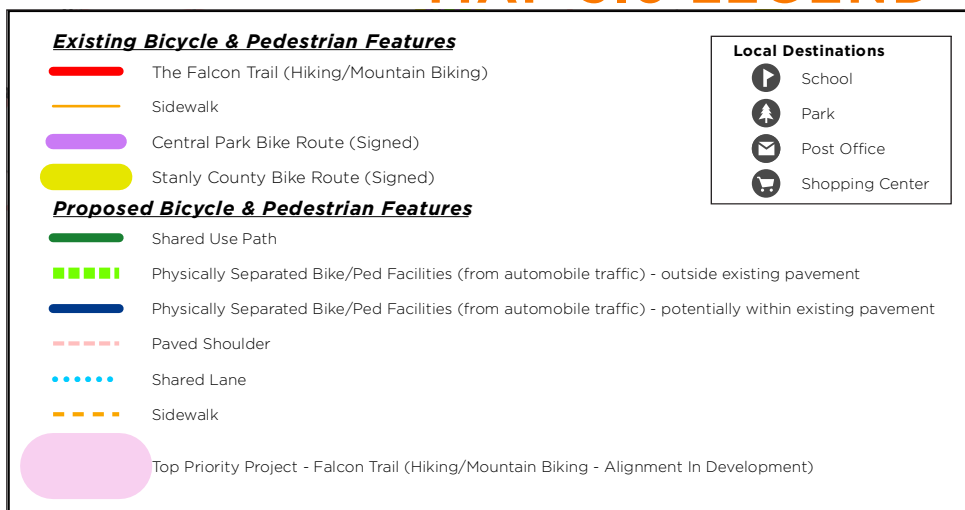 Existing Bicycle & Pedestrian Features
The Falcon Trail (Hiking/Mountain Biking)
Sidewalk
Central Park Bike Route (Signed)
Stanly County Bike Route (Signed)
Proposed Bicycle & Pedestrian Features
Shared Use Path
Physically Separated Bike/Ped Facilities (from automobile traffic) - outside existing pavement
Physically Separated Bike/Ped Facilities (from automobile traffic) - potentially within existing pavement
Paved Shoulder
Shared Lane
Sidewalk
Top Priority Project - Falcon Trail (Hiking/Mountain Biking - Alignment In Development)
Local Destinations
School
Park
Post Office
Shopping Center